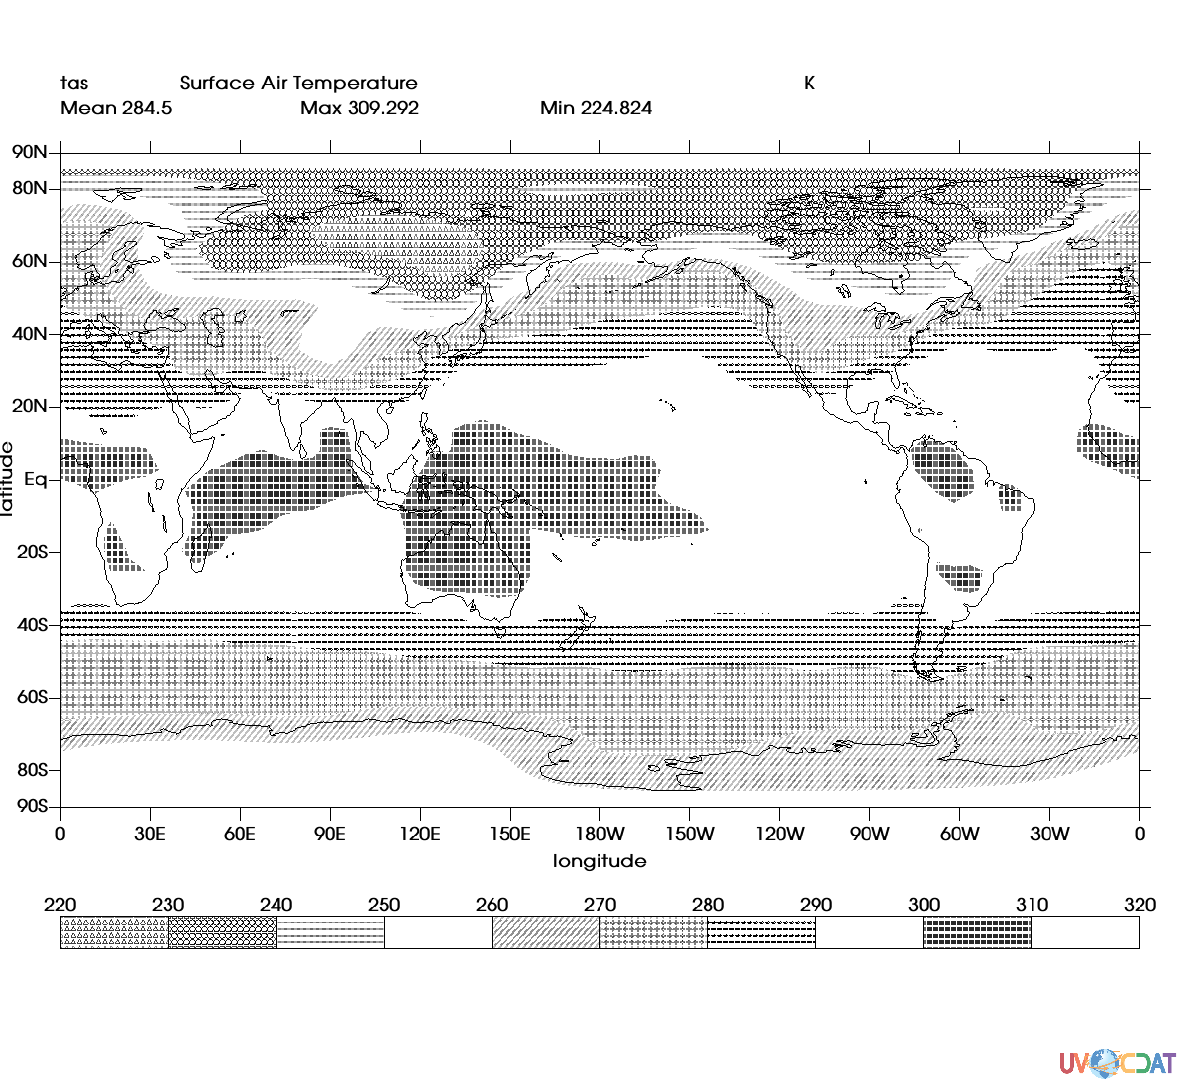 tas Surface Air Temperature K
Mean 284.5 Max 309.292 Min 224.824
90N
80N
60N
40N
20N
Eq
20S
40S
60S
80S
90S
latitude
0 30E 60E 90E 120E 150E 180W 150W 120W 90W 60W 30W 0
longitude
220 230 240 250 260 270 280 290 300 310 320
UV CDAT